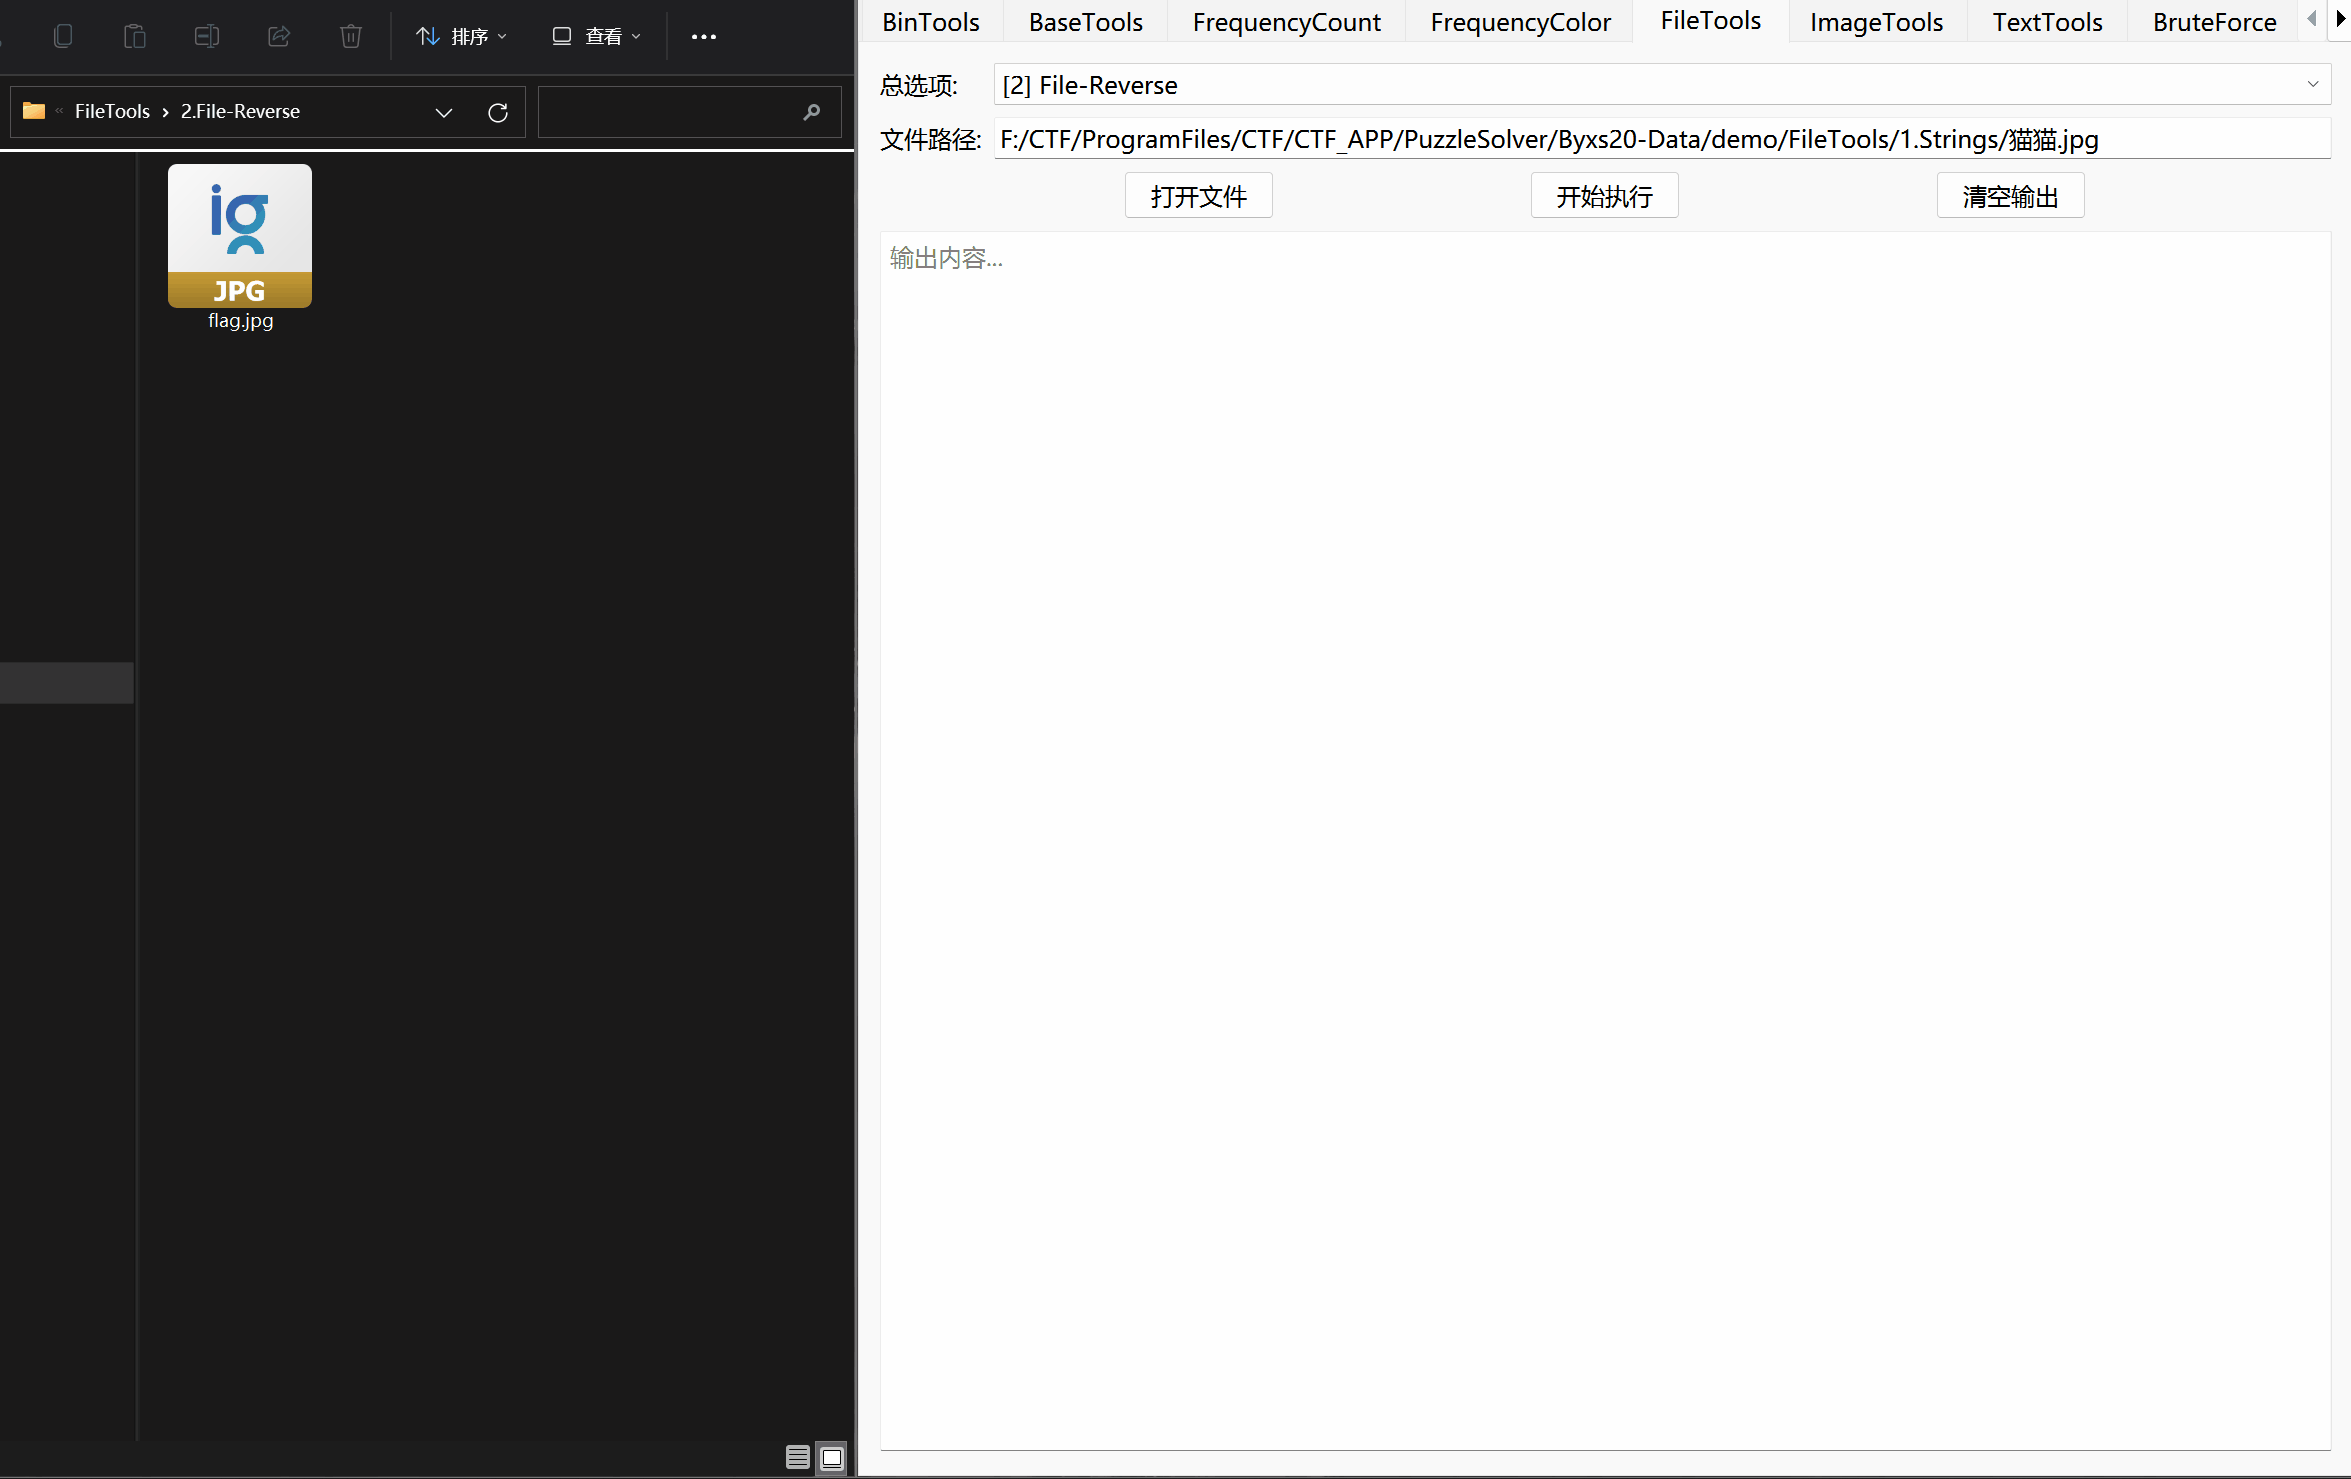 排序 查看
FileTools 2.File-Reverse
ig
JPG
flag.jpg
BinTools BaseTools FrequencyCount FrequencyColor FileTools ImageTools TextTools BruteForce
总选项: [2] File-Reverse
文件路径: F:/CTF/ProgramFiles/CTF/CTF_APP/PuzzleSolver/Byxs20-Data/demo/FileTools/1.Strings/猫猫.jpg
打开文件 开始执行 清空输出
输出内容...